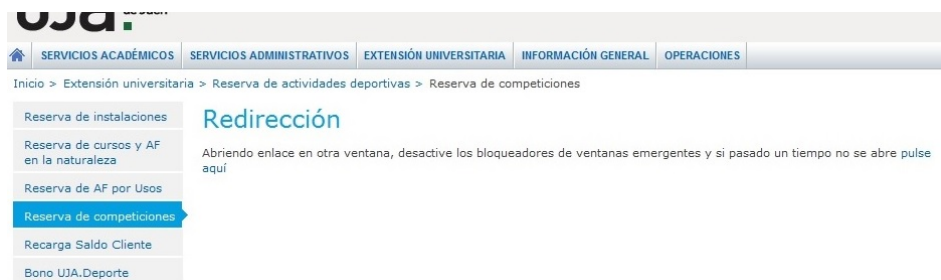 UJa.
de Jaén
SERVICIOS ACADÉMICOS SERVICIOS ADMINISTRATIVOS EXTENSIÓN UNIVERSITARIA INFORMACIÓN GENERAL OPERACIONES
Inicio > Extensión universitaria > Reserva de actividades deportivas > Reserva de competiciones
Reserva de instalaciones
Reserva de cursos y AF
en la naturaleza
Reserva de AF por Usos
Reserva de competiciones
Recarga Saldo Cliente
Bono UJA.Deporte
Redirección
Abriendo enlace en otra ventana, desactive los bloqueadores de ventanas emergentes y si pasado un tiempo no se abre pulse
aquí